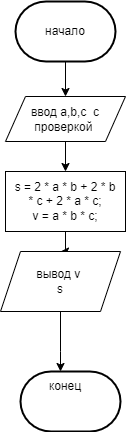 начало
ввод a,b,c с
проверкой
s = 2 * a * b + 2 * b
* c + 2 * a * c;
v = a * b * c;
вывод v
s
конец